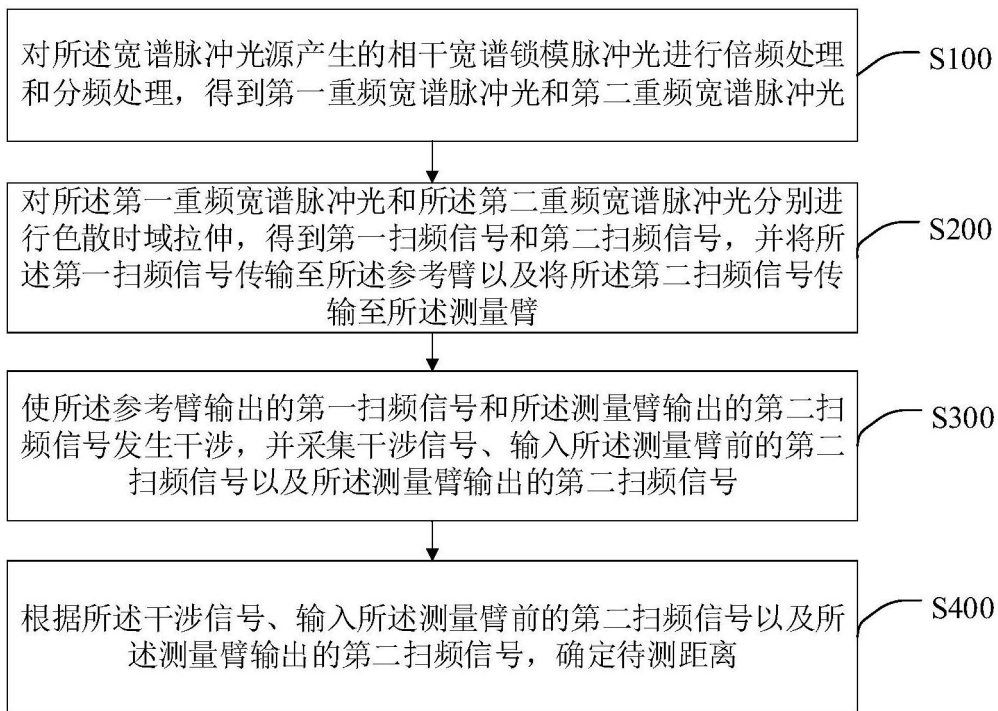 对所述宽谱脉冲光源产生的相干宽谱锁模脉冲光进行倍频处理
和分频处理，得到第一重频宽谱脉冲光和第二重频宽谱脉冲光
S100
对所述第一重频宽谱脉冲光和所述第二重频宽谱脉冲光分别进
行色散时域拉伸，得到第一扫频信号和第二扫频信号，并将所
述第一扫频信号传输至所述参考臂以及将所述第二扫频信号传
输至所述测量臂
S200
使所述参考臂输出的第一扫频信号和所述测量臂输出的第二扫
频信号发生干涉，并采集干涉信号、输入所述测量臂前的第二
扫频信号以及所述测量臂输出的第二扫频信号
S300
根据所述干涉信号、输入所述测量臂前的第二扫频信号以及所
述测量臂输出的第二扫频信号，确定待测距离
S400